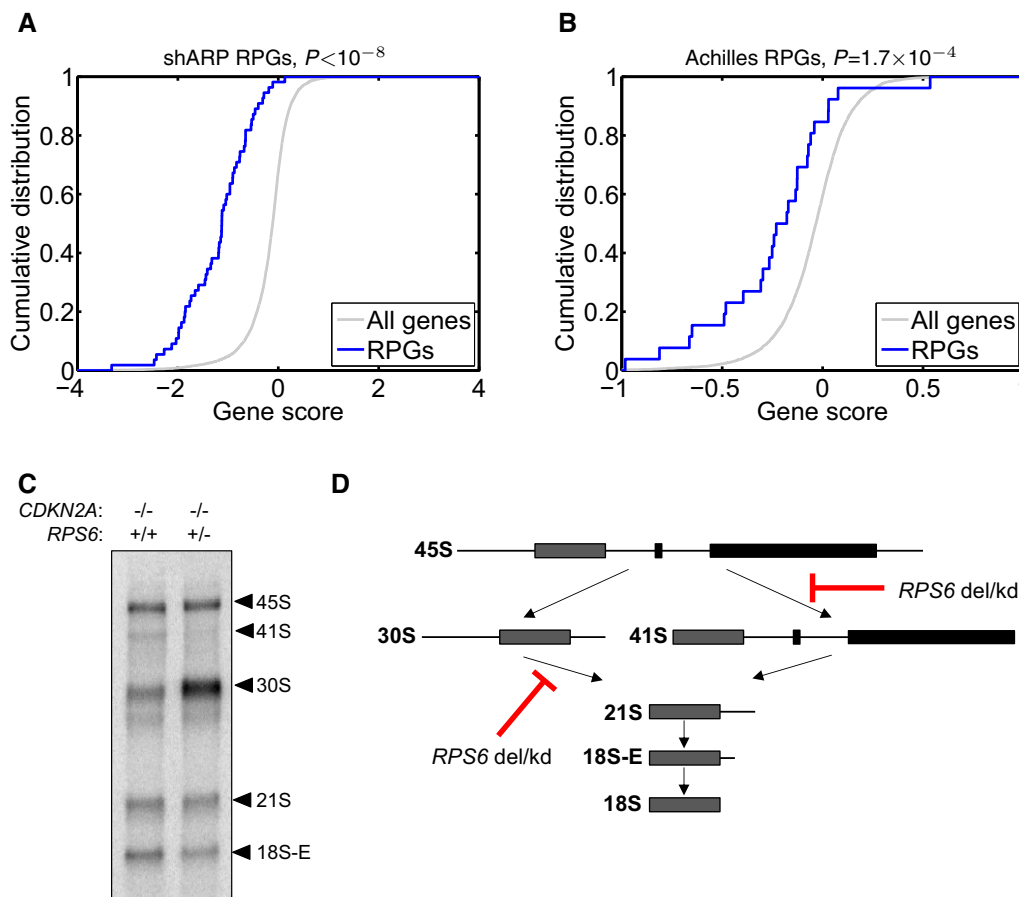 A
shARP RPGs, P<10⁻⁸
Cumulative distribution
1
0.8
0.6
0.4
0.2
0
−4
−2
0
2
4
Gene score
All genes
RPGs
B
Achilles RPGs, P=1.7×10⁻⁴
Cumulative distribution
1
0.8
0.6
0.4
0.2
0
−1
−0.5
0
0.5
Gene score
All genes
RPGs
C
CDKN2A: -/- -/-
RPS6: +/+ +/-
45S
41S
30S
21S
18S-E
D
45S
RPS6 del/kd
30S
41S
21S
RPS6 del/kd
18S-E
18S